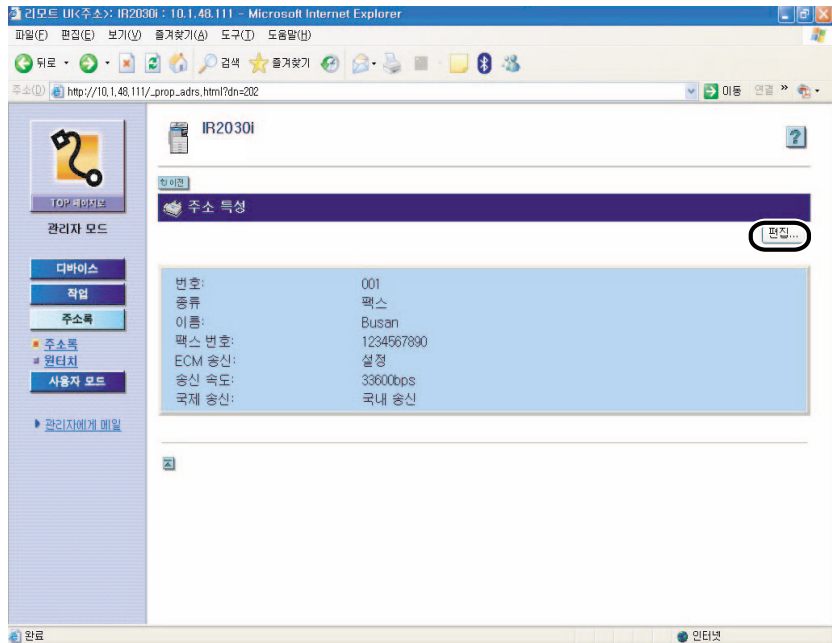 리모트 UI<주소>: IR2030i : 10.1.48.111 - Microsoft Internet Explorer
파일(F) 편집(E) 보기(V) 즐겨찾기(A) 도구(T) 도움말(H)
뒤로 검색 즐겨찾기
주소(D) http://10.1.48.111/_prop_adrs.html?dn=202 이동 연결 »
IR2030i
이전
TOP 페이지로
주소 특성
관리자 모드
편집...
디바이스
작업
주소록
주소록
원터치
사용자 모드
관리자에게 메일
번호: 001
종류 팩스
이름: Busan
팩스 번호: 1234567890
ECM 송신: 설정
송신 속도: 33600bps
국제 송신: 국내 송신
완료 인터넷